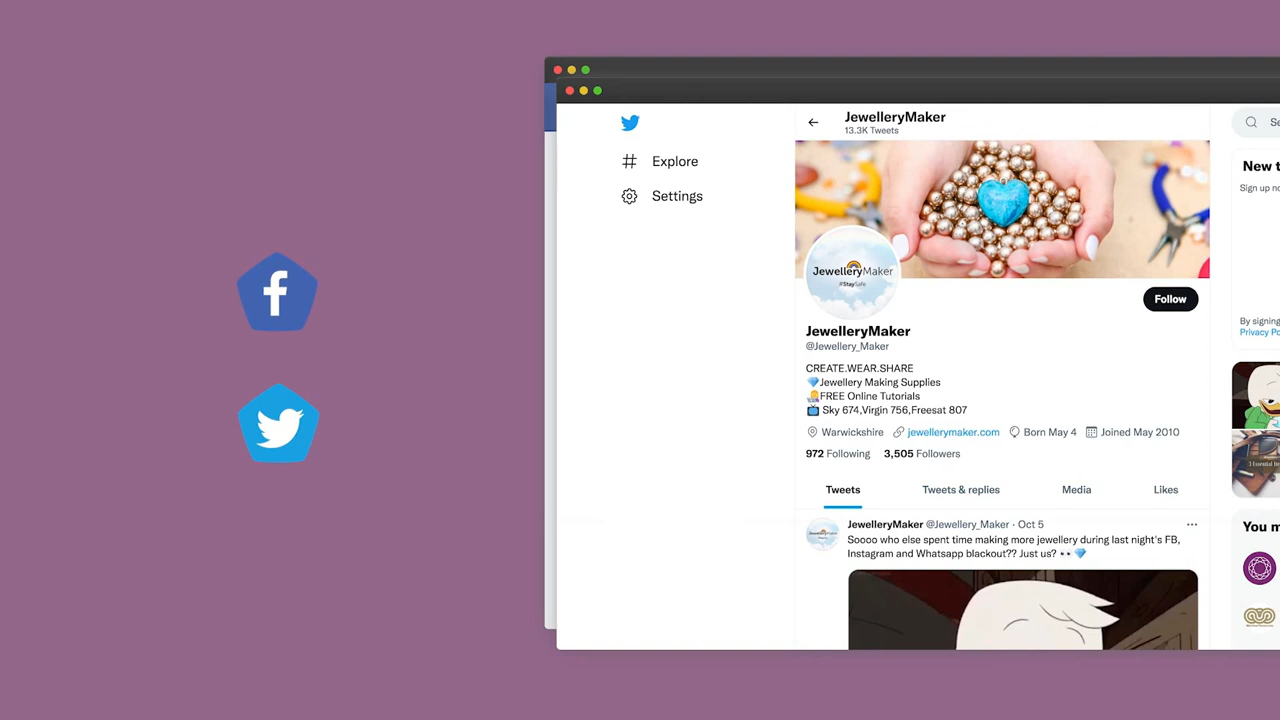 JewelleryMaker
13.3K Tweets
Explore
Settings
JewelleryMaker
#StaySafe
Follow
JewelleryMaker
@Jewellery_Maker
CREATE.WEAR.SHARE
💎Jewellery Making Supplies
FREE Online Tutorials
📺 Sky 674,Virgin 756,Freesat 807
Warwickshire jewellerymaker.com Born May 4 Joined May 2010
972 Following 3,505 Followers
Tweets Tweets & replies Media Likes
JewelleryMaker @Jewellery_Maker · Oct 5
Soooo who else spent time making more jewellery during last night's FB,
Instagram and Whatsapp blackout?? Just us? 👀 💎
Se
New t
Sign up no
By signing
Privacy Po
You m